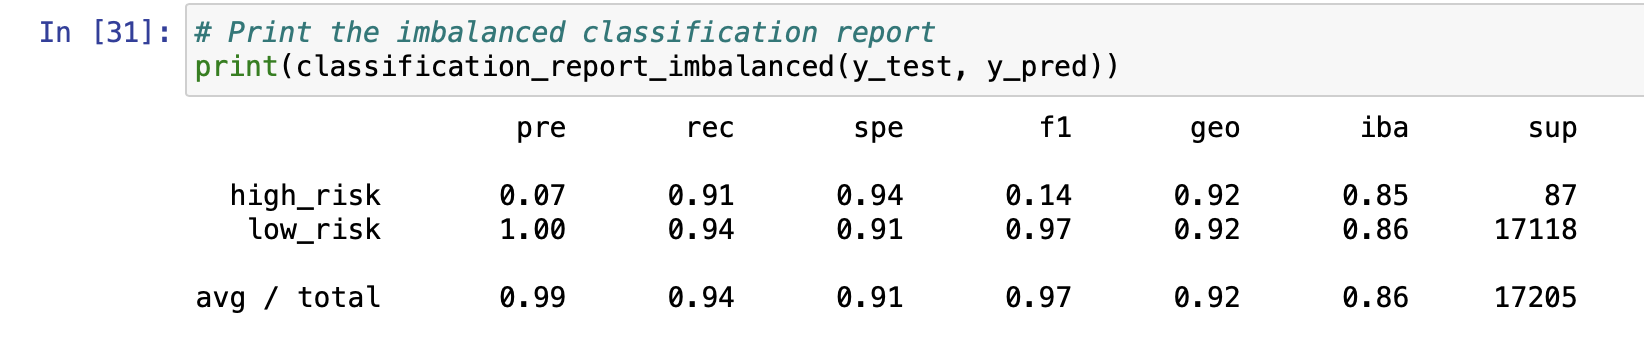 In [31]: # Print the imbalanced classification report
print(classification_report_imbalanced(y_test, y_pred))
pre rec spe f1 geo iba sup
high_risk 0.07 0.91 0.94 0.14 0.92 0.85 87
low_risk 1.00 0.94 0.91 0.97 0.92 0.86 17118
avg / total 0.99 0.94 0.91 0.97 0.92 0.86 17205